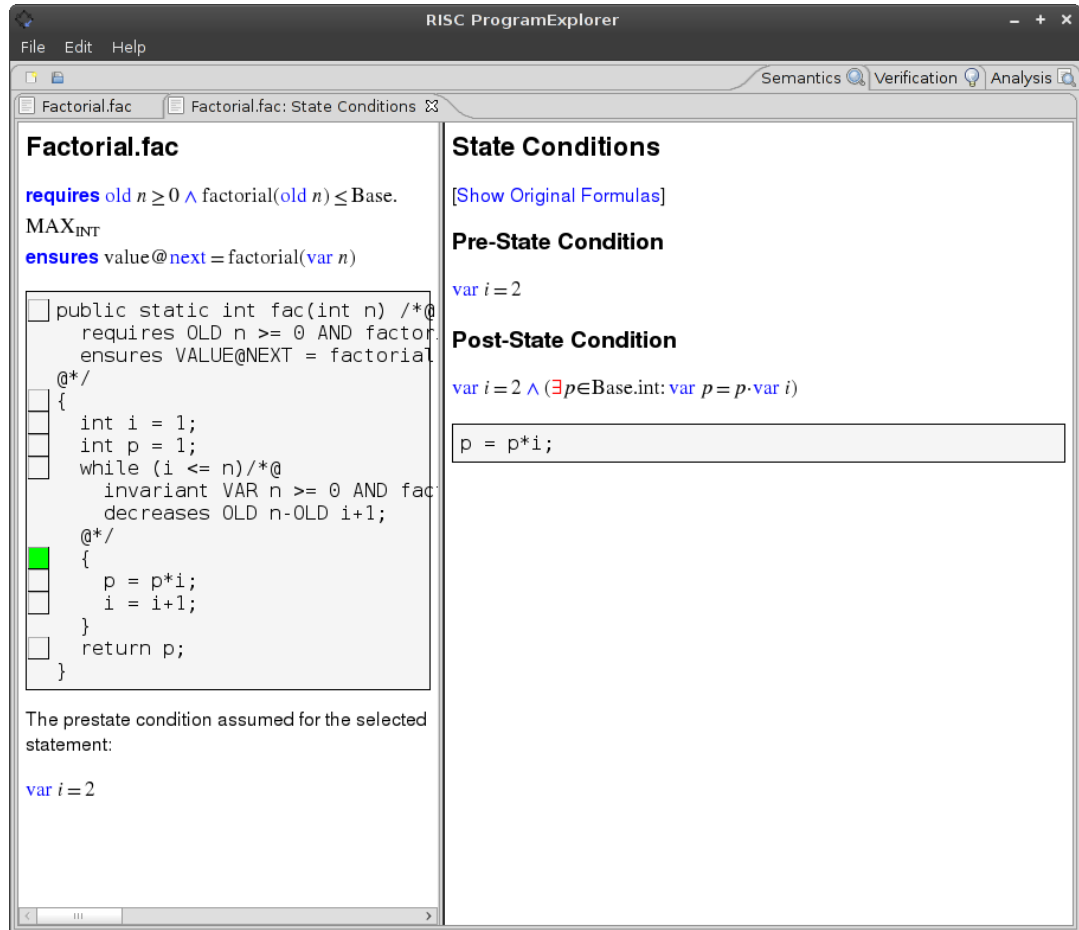 RISC ProgramExplorer
File Edit Help
Semantics Verification Analysis
Factorial.fac Factorial.fac: State Conditions
Factorial.fac
requires old n ≥ 0 ∧ factorial(old n) ≤ Base.
MAX_INT
ensures value@next = factorial(var n)
public static int fac(int n) /*@
requires OLD n >= 0 AND factor
ensures VALUE@NEXT = factorial
@*/
{
int i = 1;
int p = 1;
while (i <= n)/*@
invariant VAR n >= 0 AND fac
decreases OLD n-OLD i+1;
@*/
{
p = p*i;
i = i+1;
}
return p;
}
The prestate condition assumed for the selected
statement:
var i = 2
State Conditions
[Show Original Formulas]
Pre-State Condition
var i = 2
Post-State Condition
var i = 2 ∧ (∃p∈Base.int: var p = p·var i)
p = p*i;